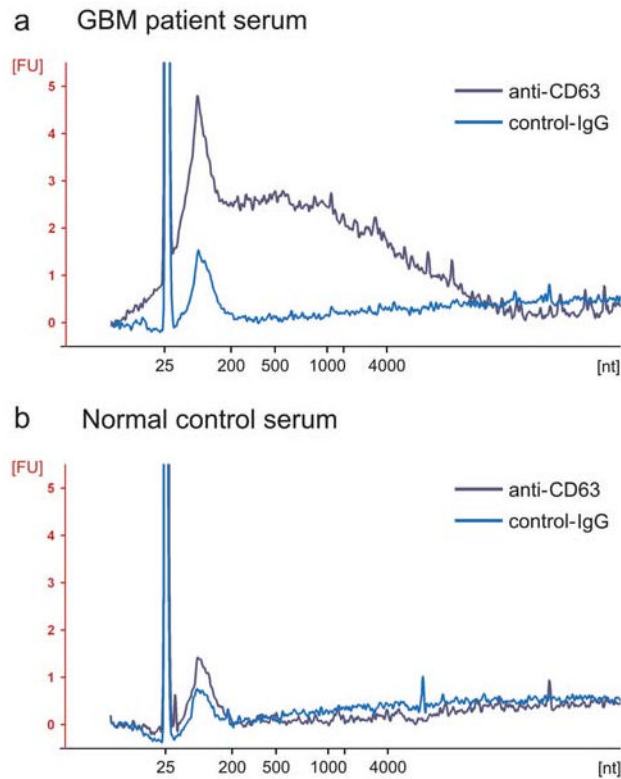 a GBM patient serum
[FU]
5
4
3
2
1
0
anti-CD63
control-IgG
25 200 500 1000 4000 [nt]
b Normal control serum
[FU]
5
4
3
2
1
0
anti-CD63
control-IgG
25 200 500 1000 4000 [nt]